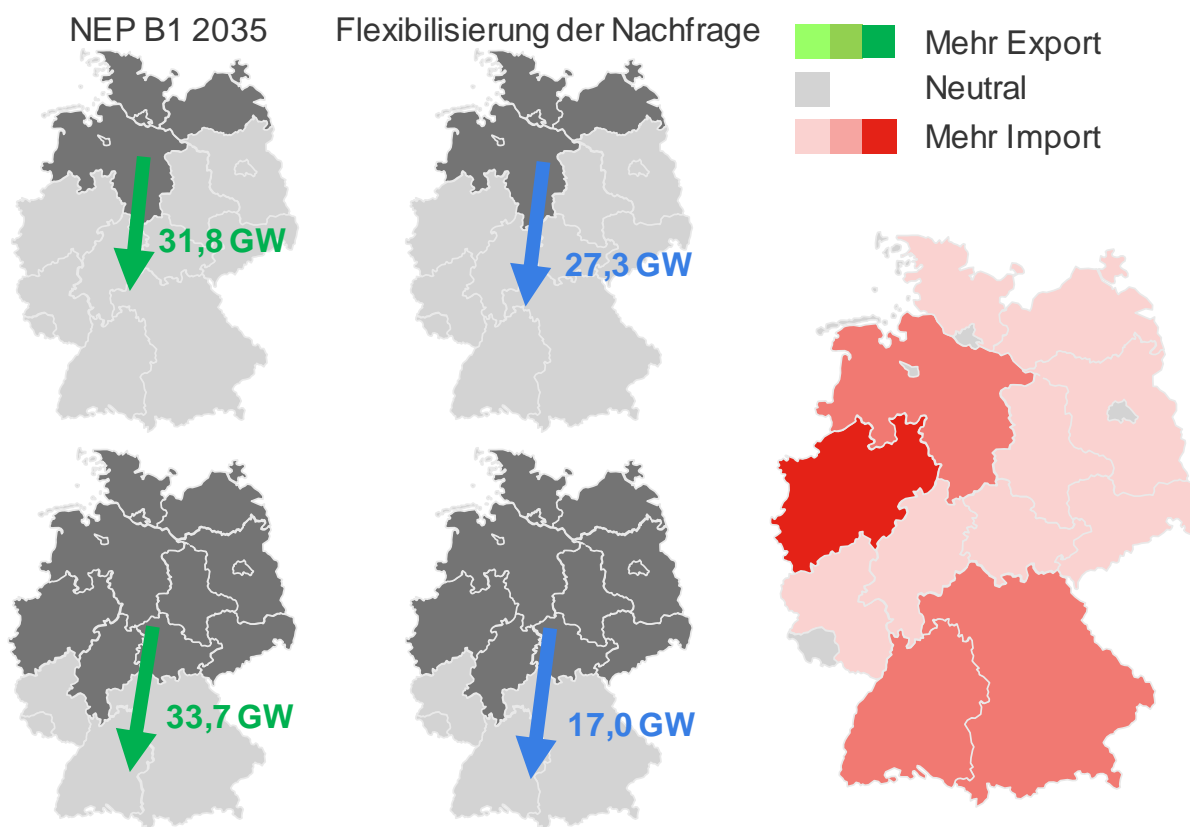 NEP B1 2035
Flexibilisierung der Nachfrage
Mehr Export
Neutral
Mehr Import
31,8 GW
27,3 GW
33,7 GW
17,0 GW